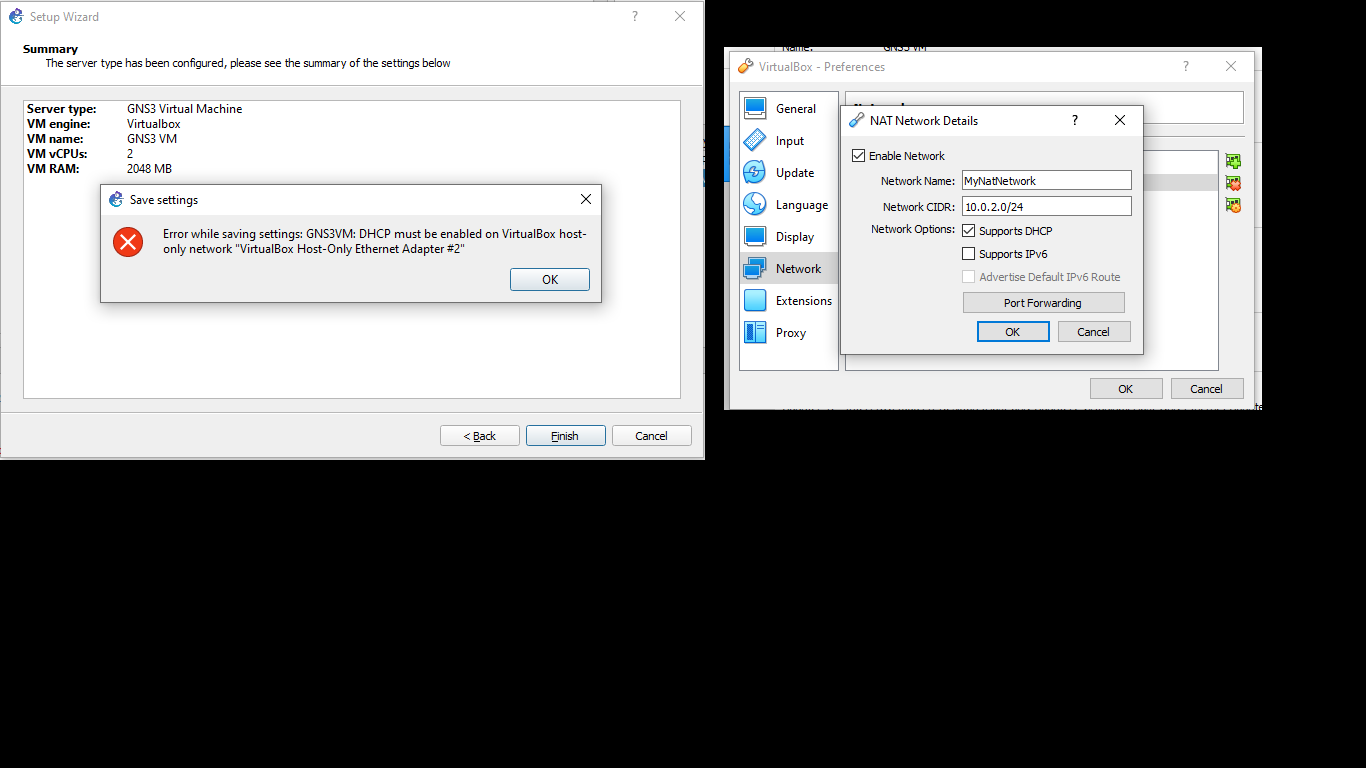 Setup Wizard
Summary
The server type has been configured, please see the summary of the settings below
Server type: GNS3 Virtual Machine
VM engine: Virtualbox
VM name: GNS3 VM
VM vCPUs: 2
VM RAM: 2048 MB
Save settings
Error while saving settings: GNS3VM: DHCP must be enabled on VirtualBox host-
only network "VirtualBox Host-Only Ethernet Adapter #2"
OK
< Back
Finish
Cancel
Name: GNS3 VM
VirtualBox - Preferences
General
Input
Update
Language
Display
Network
Extensions
Proxy
NAT Network Details
Enable Network
Network Name: MyNatNetwork
Network CIDR: 10.0.2.0/24
Network Options: Supports DHCP
Supports IPv6
Advertise Default IPv6 Route
Port Forwarding
OK
Cancel
OK
Cancel